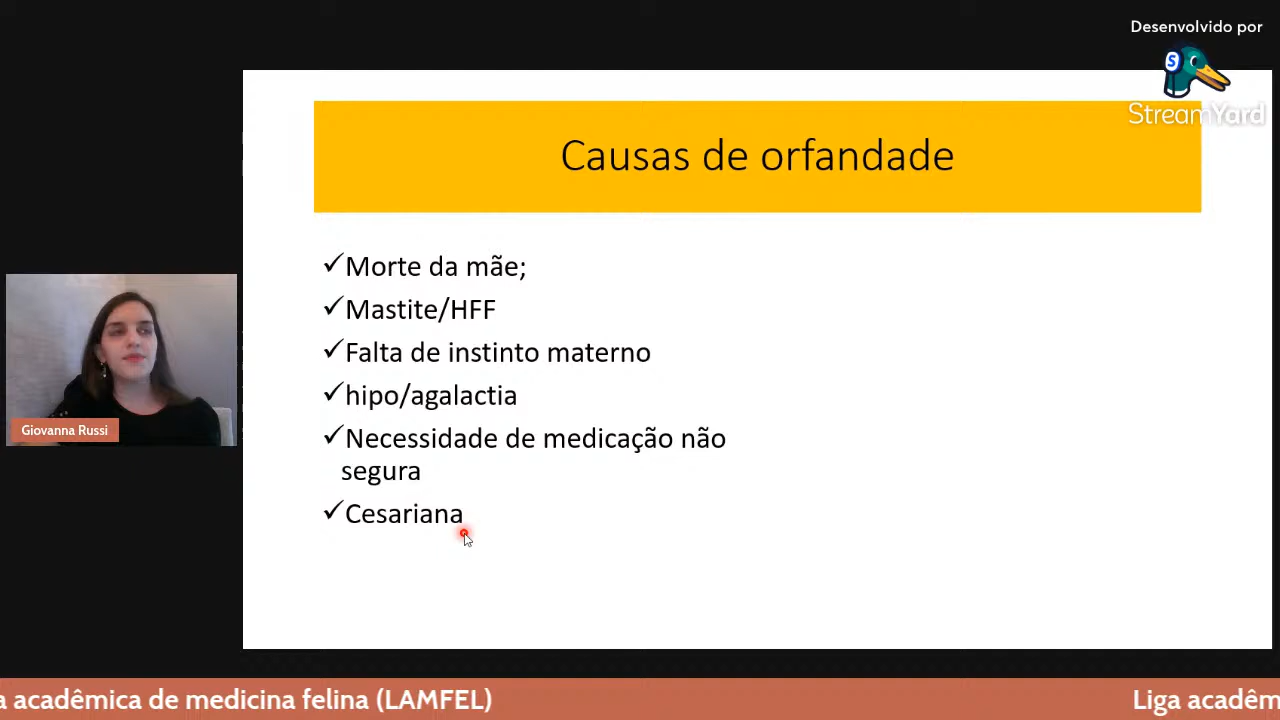 Desenvolvido por
StreamYard
Causas de orfandade
✓Morte da mãe;
✓Mastite/HFF
✓Falta de instinto materno
✓hipo/agalactia
✓Necessidade de medicação não
segura
✓Cesariana
Giovanna Russi
a acadêmica de medicina felina (LAMFEL)
Liga acadêm